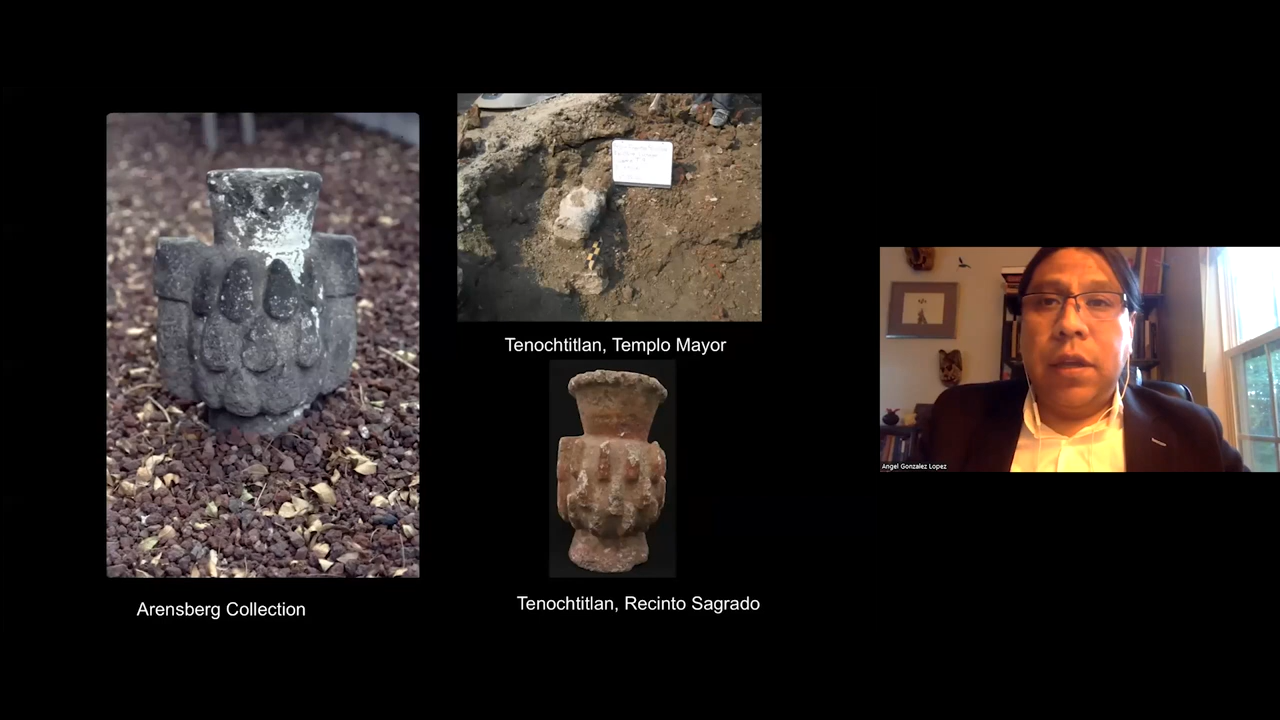 Tenochtitlan, Templo Mayor
Angel Gonzalez Lopez
Tenochtitlan, Recinto Sagrado
Arensberg Collection